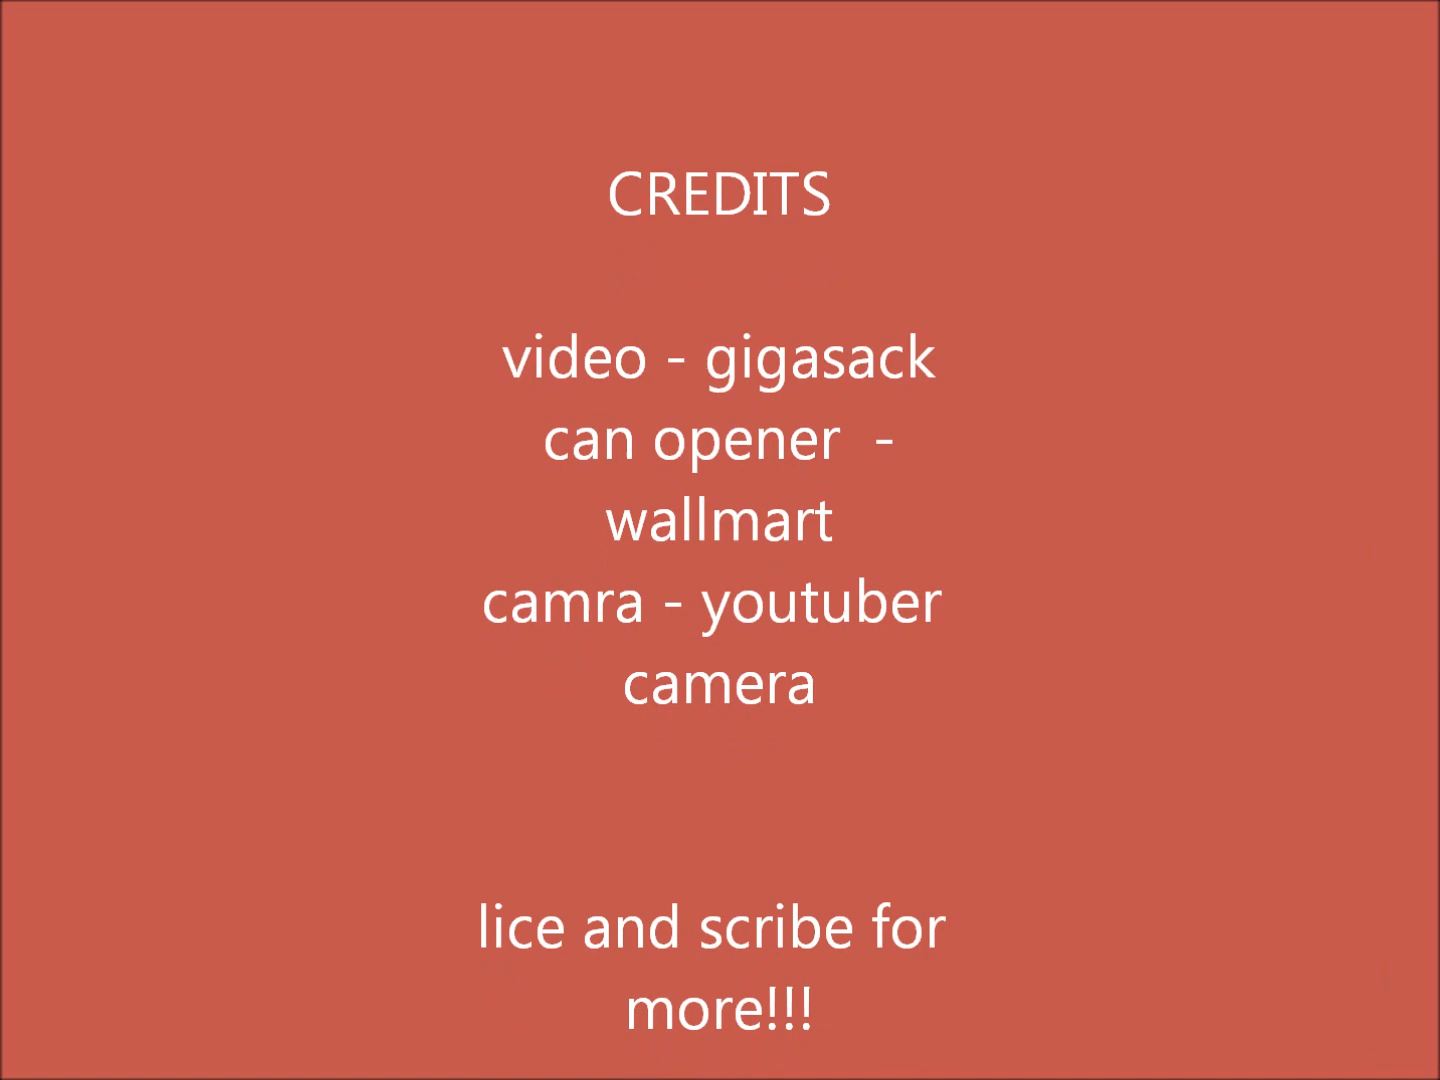 CREDITS
video - gigasack
can opener  -
wallmart
camra - youtuber
camera
lice and scribe for
more!!!